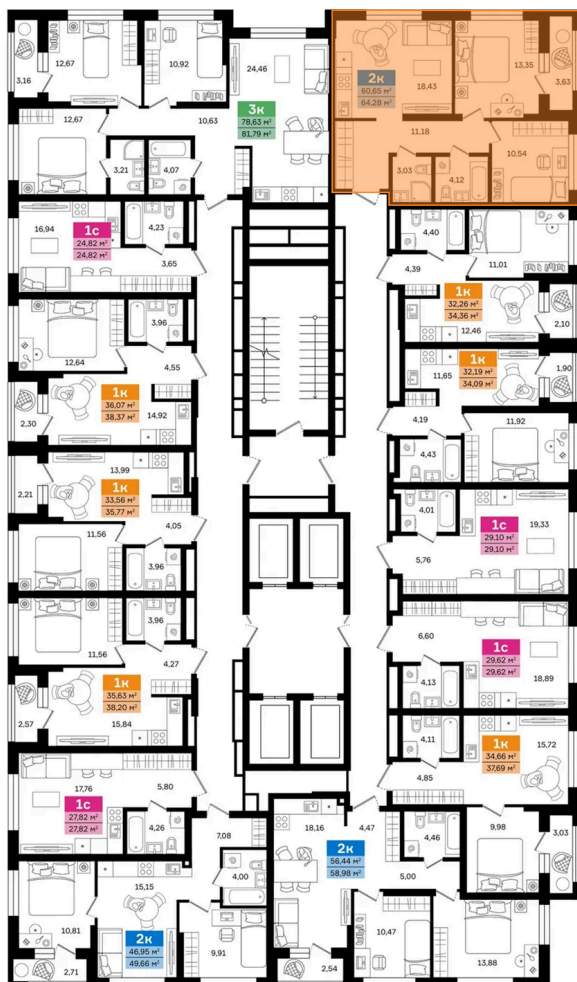 3,16
12,67
10,92
24,46
3к
78,63 м²
81,79 м²
12,67
10,63
3,21
4,07
2к
60,65 м²
64,28 м²
18,43
13,35
3,63
11,18
3,03
4,12
10,54
16,94
1с
24,82 м²
24,82 м²
4,23
3,65
4,40
11,01
4,39
1к
32,26 м²
34,36 м²
12,46
2,10
12,64
3,96
4,55
1к
36,07 м²
38,37 м²
14,92
2,30
11,65
1к
32,19 м²
34,09 м²
1,90
4,19
11,92
4,43
2,21
13,99
1к
33,56 м²
35,77 м²
4,05
11,56
3,96
4,01
1с
29,10 м²
29,10 м²
19,33
5,76
11,56
3,96
4,27
1к
35,63 м²
38,20 м²
2,57
15,84
6,60
1с
29,62 м²
29,62 м²
4,13
18,89
4,11
1к
34,66 м²
37,69 м²
15,72
4,85
17,76
5,80
1с
27,82 м²
27,82 м²
4,26
7,08
15,15
4,00
10,81
2к
46,95 м²
49,66 м²
2,71
9,91
18,16
4,47
2к
56,44 м²
58,98 м²
4,46
5,00
9,98
3,03
10,47
2,54
13,88